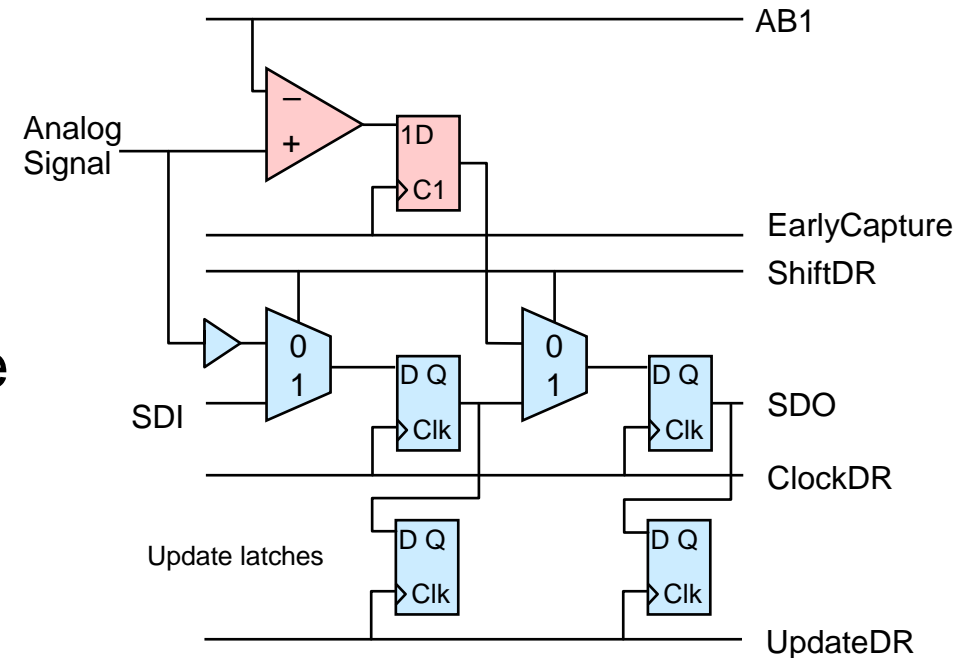 AB1
–
+
Analog
Signal
1D
C1
EarlyCapture
ShiftDR
e
0
1
0
1
D Q
Clk
D Q
Clk
SDI
SDO
ClockDR
Update latches
D Q
Clk
D Q
Clk
UpdateDR